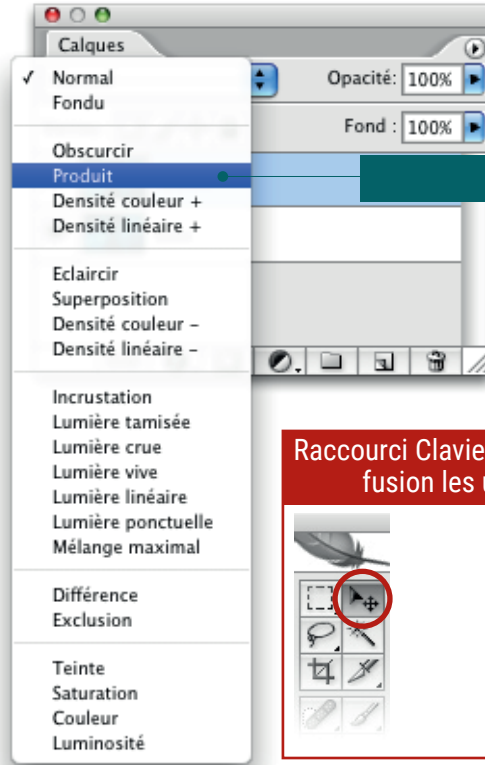 Calques
✓ Normal
Opacité: 100%
Fondu
Fond : 100%
Obscurcir
Produit
Densité couleur +
Densité linéaire +
Eclaircir
Superposition
Densité couleur –
Densité linéaire –
Incrustation
Lumière tamisée
Lumière crue
Lumière vive
Lumière linéaire
Lumière ponctuelle
Mélange maximal
Différence
Exclusion
Teinte
Saturation
Couleur
Luminosité
Raccourci Clavie
fusion les